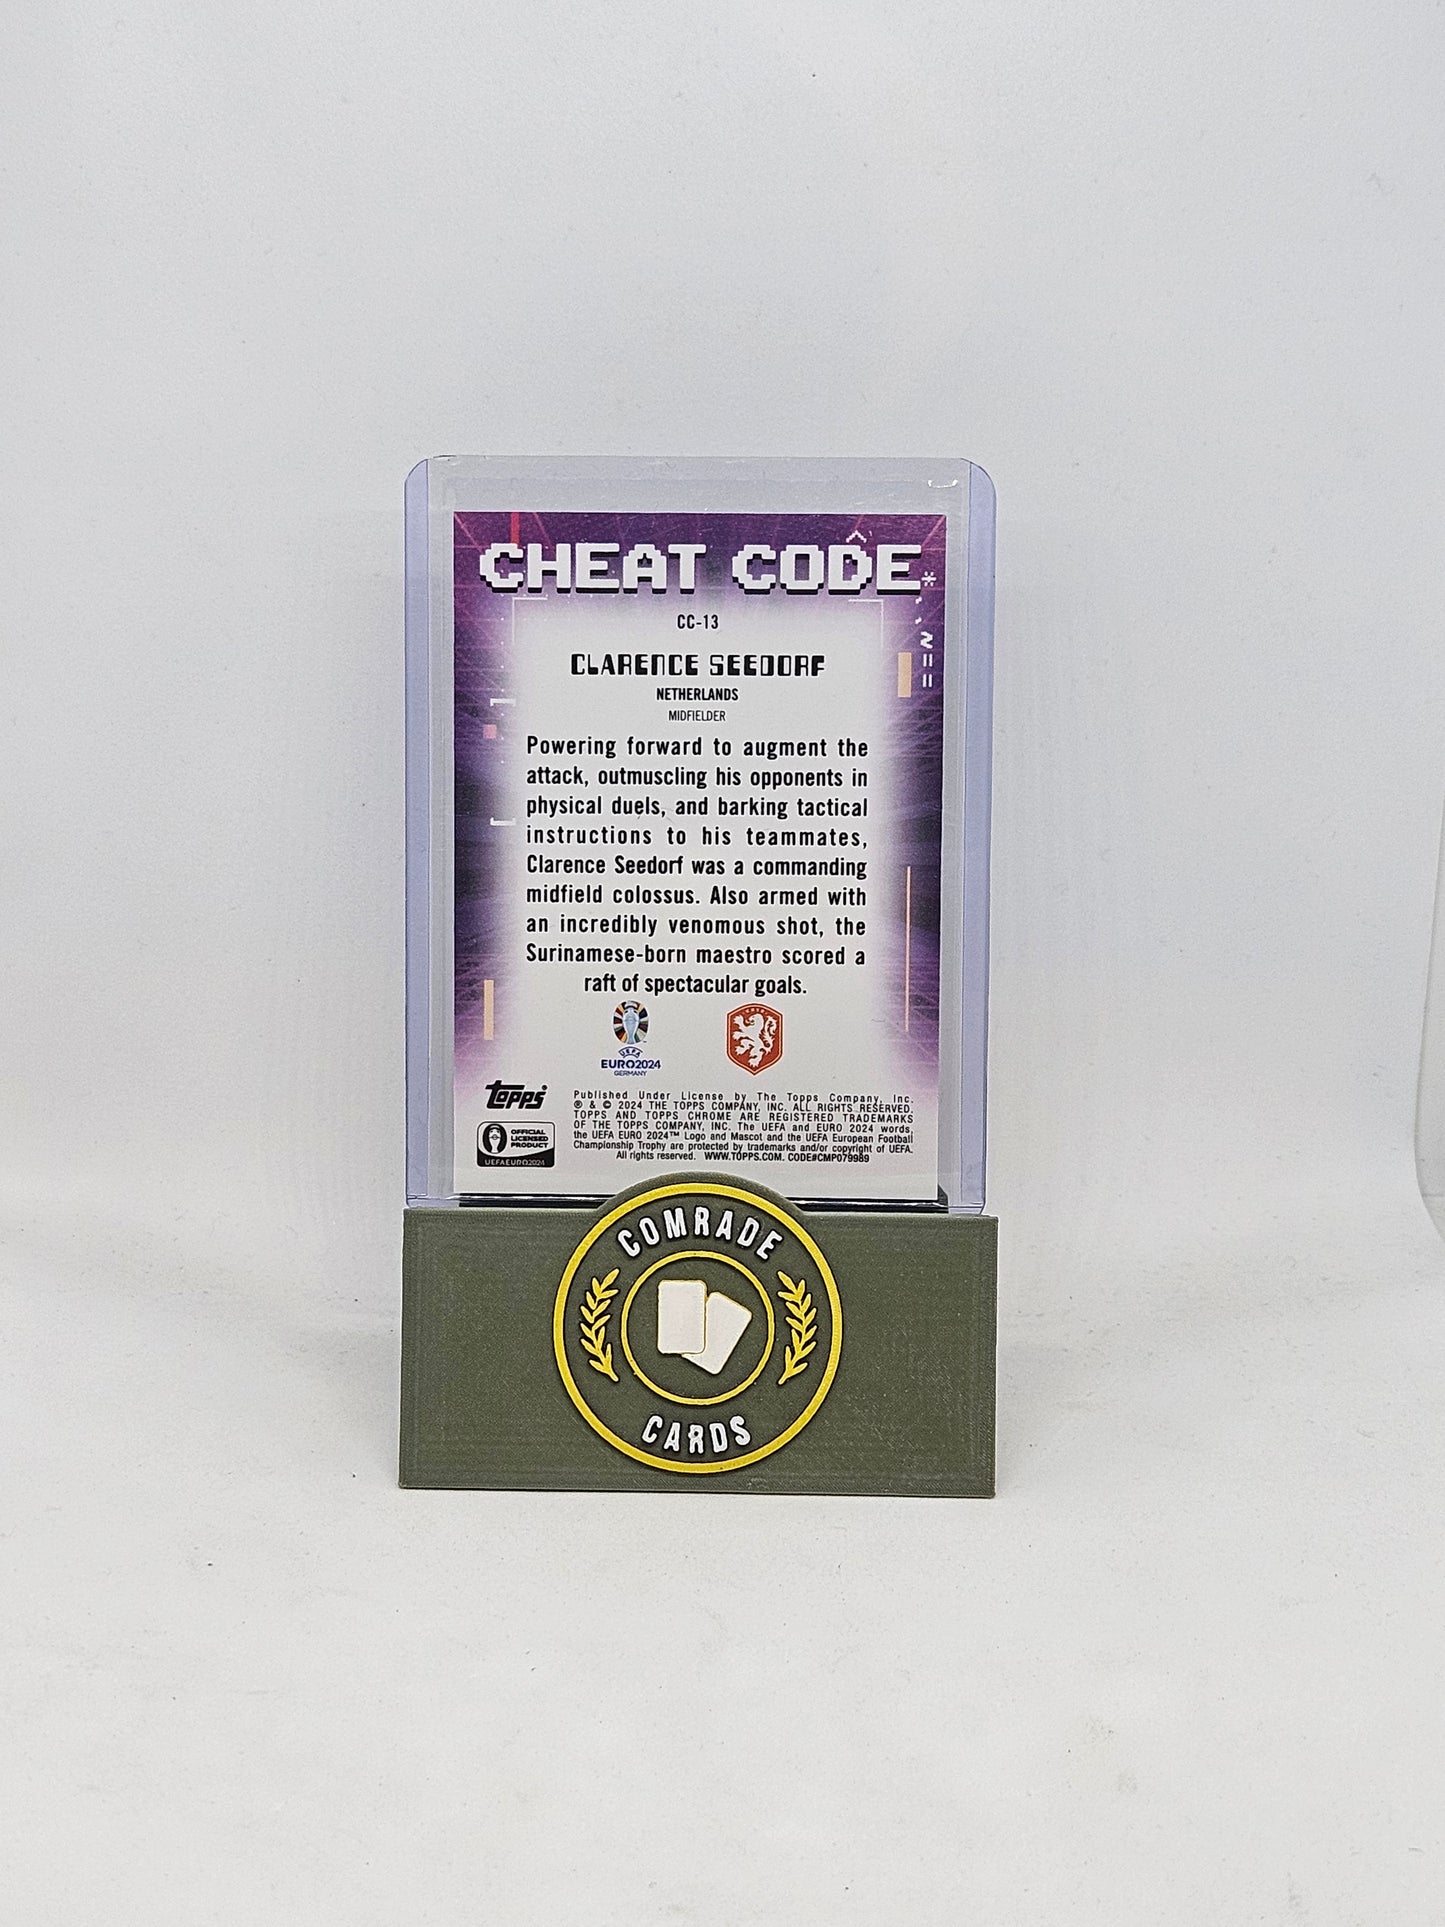 CHEAT CODE
CC-13
CLARENCE SEEDORF
NETHERLANDS
MIDFIELDER
Powering forward to augment the
attack, outmuscling his opponents in
physical duels, and barking tactical
instructions to his teammates,
Clarence Seedorf was a commanding
midfield colossus. Also armed with
an incredibly venomous shot, the
Surinamese-born maestro scored a
raft of spectacular goals.
UEFA
EURO2024
GERMANY
topps
OFFICIAL
LICENSED
PRODUCT
UEFA EURO2024
Published Under License by The Topps Company, Inc.
® & © 2024 THE TOPPS COMPANY, INC. ALL RIGHTS RESERVED.
TOPPS AND TOPPS CHROME ARE REGISTERED TRADEMARKS
OF THE TOPPS COMPANY, INC. The UEFA and EURO 2024 words,
the UEFA EURO 2024™ Logo and Mascot and the UEFA European Football
Championship Trophy are protected by trademarks and/or copyright of UEFA.
All rights reserved. WWW.TOPPS.COM. CODE#CMP079989
COMRADE
CARDS